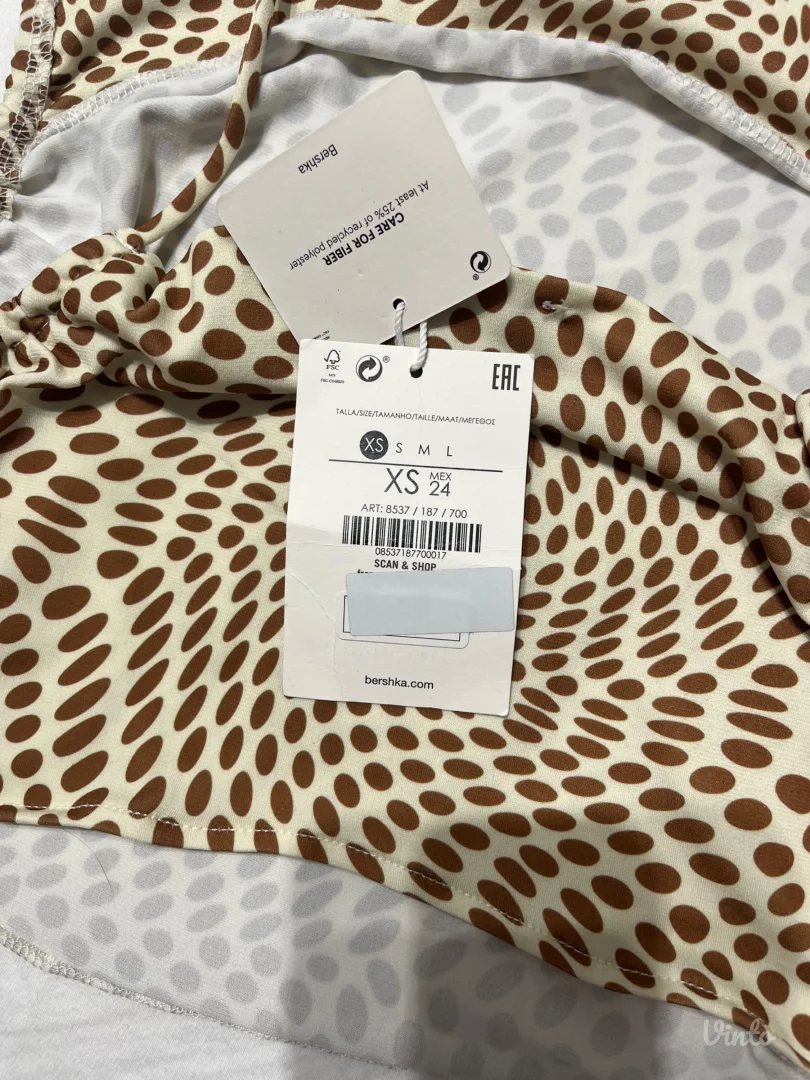 Bershka
CARE FOR FIBER
At least 25% of recycled polyester
®
FSC
MIX
®
EAC
TALLA/SIZE/TAMANHO/TAILLE/MAAT/ΜΕΓΕΘΟΣ
XS S M L
XS MEX 24
ART: 8537 / 187 / 700
08537187700017
SCAN & SHOP
bershka.com
Vinted